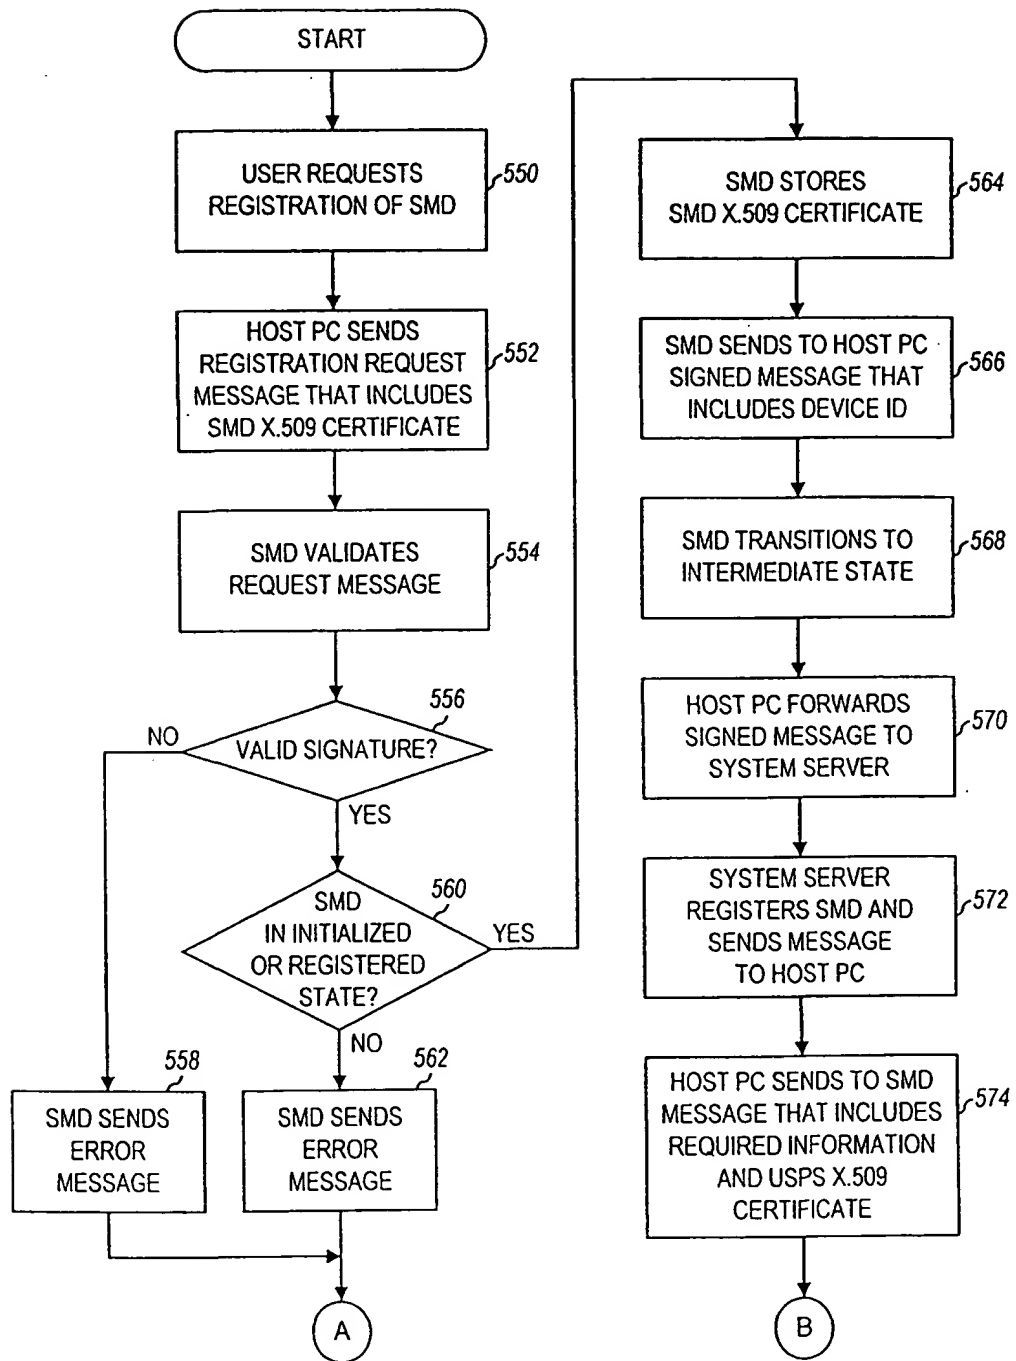 START
USER REQUESTS
REGISTRATION OF SMD
550
HOST PC SENDS
REGISTRATION REQUEST
MESSAGE THAT INCLUDES
SMD X.509 CERTIFICATE
552
SMD VALIDATES
REQUEST MESSAGE
554
VALID SIGNATURE?
556
NO
YES
SMD
IN INITIALIZED
OR REGISTERED
STATE?
560
YES
NO
558
SMD SENDS
ERROR
MESSAGE
562
SMD SENDS
ERROR
MESSAGE
A
SMD STORES
SMD X.509 CERTIFICATE
564
SMD SENDS TO HOST PC
SIGNED MESSAGE THAT
INCLUDES DEVICE ID
566
SMD TRANSITIONS TO
INTERMEDIATE STATE
568
HOST PC FORWARDS
SIGNED MESSAGE TO
SYSTEM SERVER
570
SYSTEM SERVER
REGISTERS SMD AND
SENDS MESSAGE
TO HOST PC
572
HOST PC SENDS TO SMD
MESSAGE THAT INCLUDES
REQUIRED INFORMATION
AND USPS X.509
CERTIFICATE
574
B